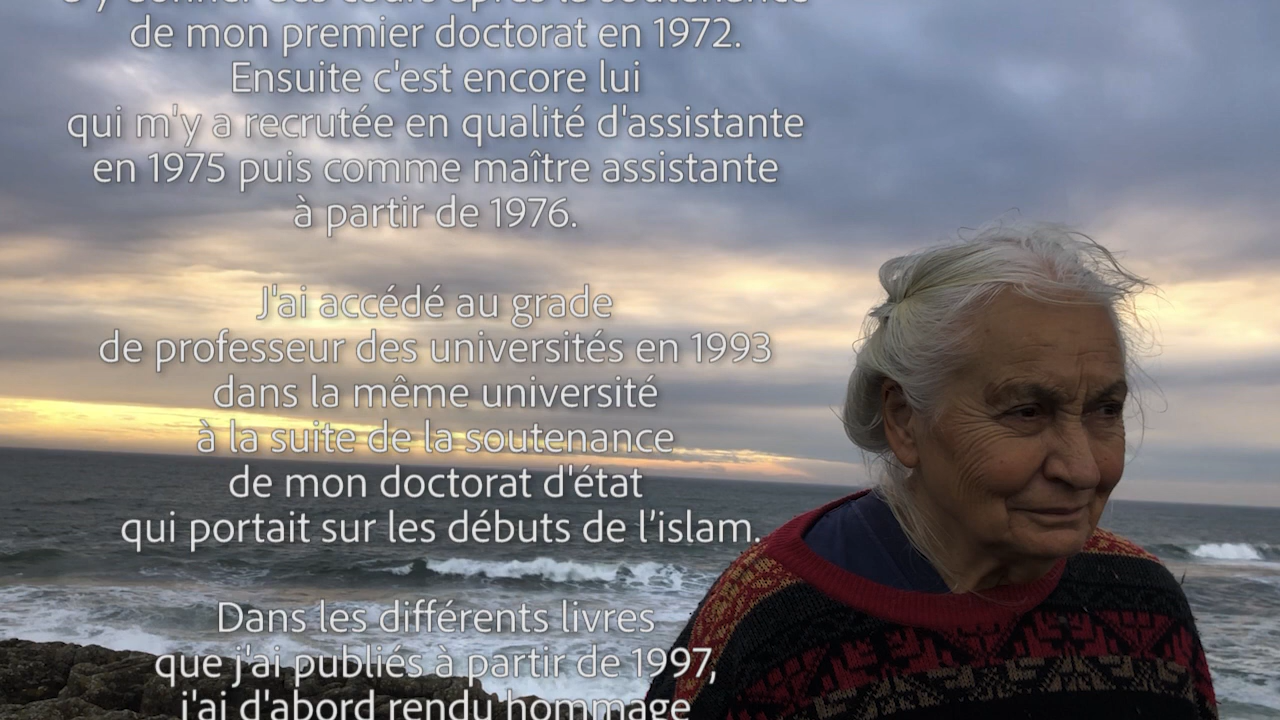 de mon premier doctorat en 1972.
Ensuite c'est encore lui
qui m'y a recrutée en qualité d'assistante
en 1975 puis comme maître assistante
à partir de 1976.
J'ai accédé au grade
de professeur des universités en 1993
dans la même université
à la suite de la soutenance
de mon doctorat d'état
qui portait sur les débuts de l'islam.
Dans les différents livres
que j'ai publiés à partir de 1997,
j'ai d'abord rendu hommage